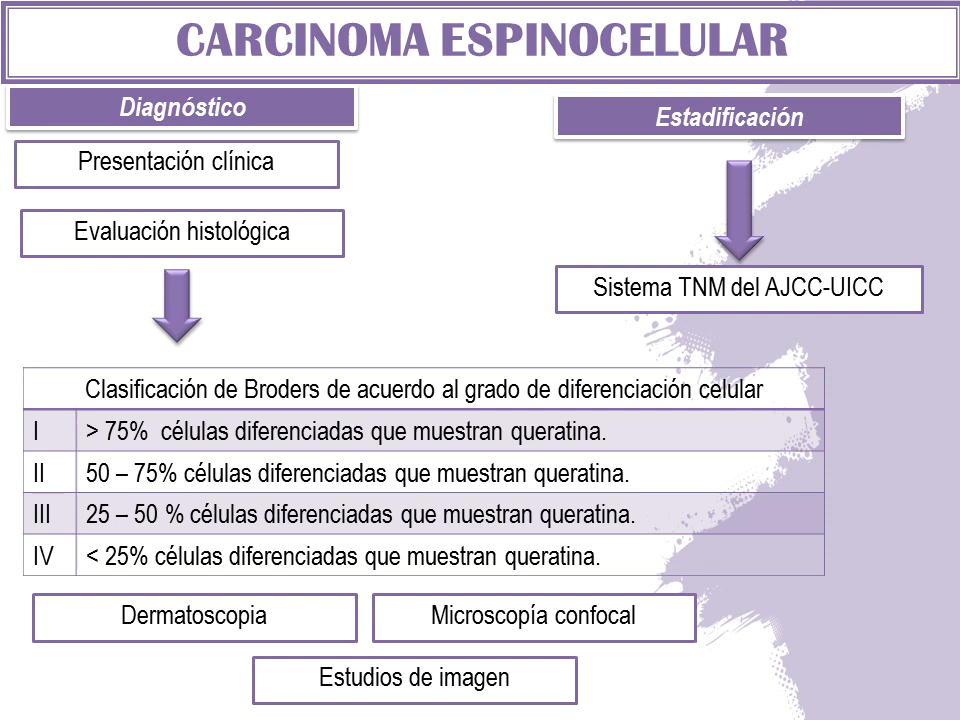 CARCINOMA ESPINOCELULAR
Diagnóstico
Estadificación
Presentación clínica
Evaluación histológica
Sistema TNM del AJCC-UICC
Clasificación de Broders de acuerdo al grado de diferenciación celular
I > 75% células diferenciadas que muestran queratina.
II 50 – 75% células diferenciadas que muestran queratina.
III 25 – 50 % células diferenciadas que muestran queratina.
IV < 25% células diferenciadas que muestran queratina.
Dermatoscopia
Microscopía confocal
Estudios de imagen